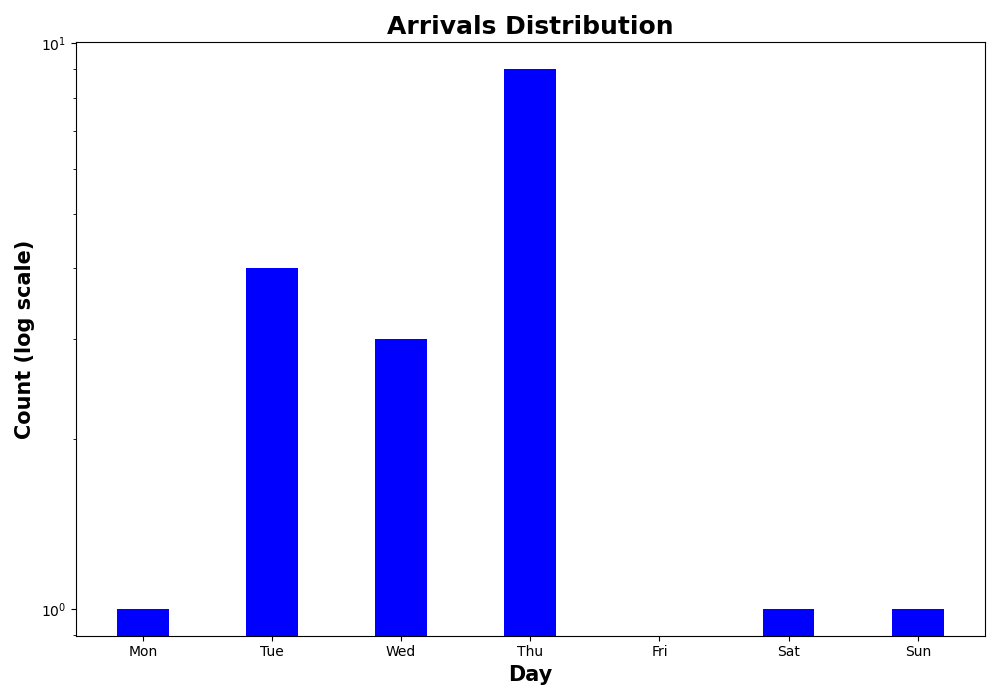 Arrivals Distribution
10¹
10⁰
Count (log scale)
Mon Tue Wed Thu Fri Sat Sun
Day